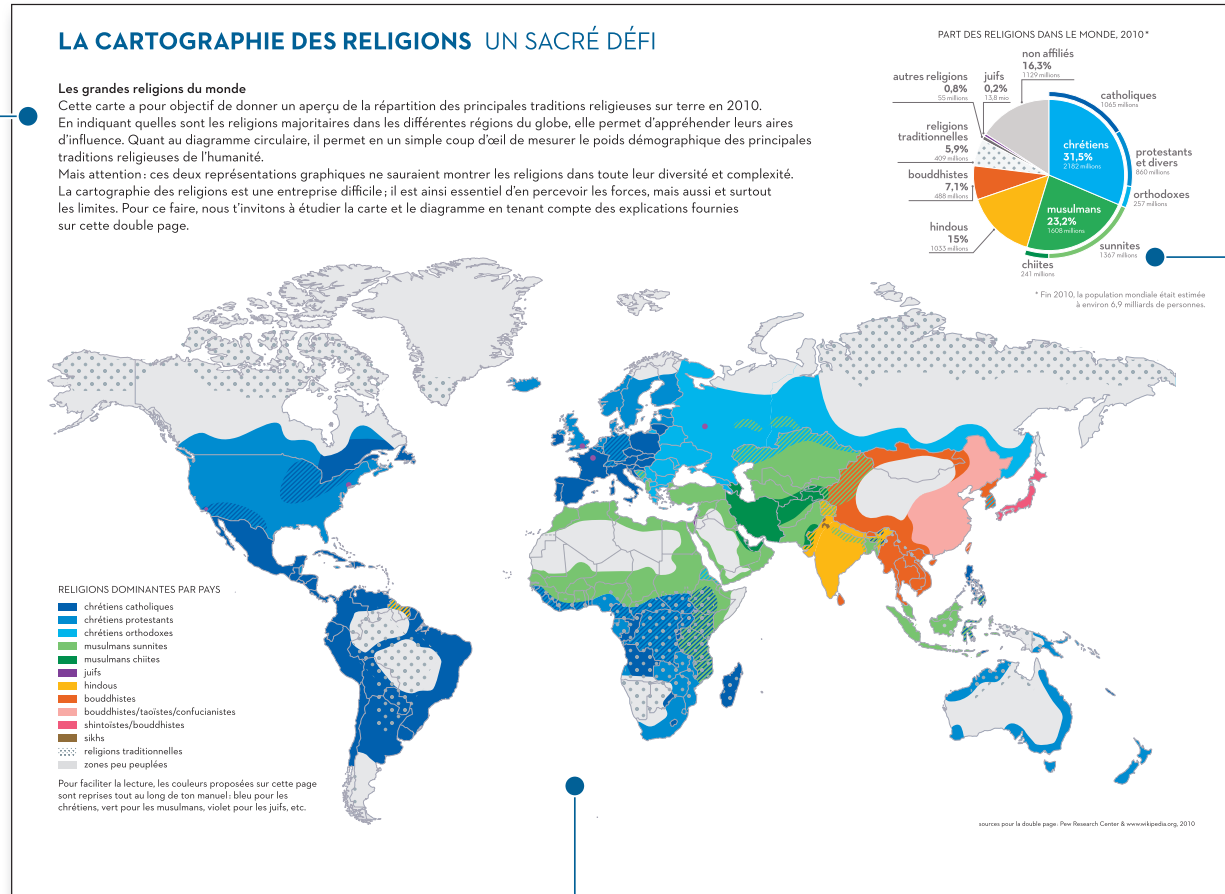 LA CARTOGRAPHIE DES RELIGIONS UN SACRÉ DÉFI
Les grandes religions du monde
Cette carte a pour objectif de donner un aperçu de la répartition des principales traditions religieuses sur terre en 2010.
En indiquant quelles sont les religions majoritaires dans les différentes régions du globe, elle permet d'appréhender leurs aires
d'influence. Quant au diagramme circulaire, il permet en un simple coup d'œil de mesurer le poids démographique des principales
traditions religieuses de l'humanité.
Mais attention : ces deux représentations graphiques ne sauraient montrer les religions dans toute leur diversité et complexité.
La cartographie des religions est une entreprise difficile ; il est ainsi essentiel d'en percevoir les forces, mais aussi et surtout
les limites. Pour ce faire, nous t'invitons à étudier la carte et le diagramme en tenant compte des explications fournies
sur cette double page.
PART DES RELIGIONS DANS LE MONDE, 2010*
non affiliés
16,3%
1129 millions
juifs
0,2%
13,8 mio
autres religions
0,8%
55 millions
religions
traditionnelles
5,9%
409 millions
bouddhistes
7,1%
488 millions
hindous
15%
1033 millions
chrétiens
31,5%
2182 millions
musulmans
23,2%
1608 millions
catholiques
1065 millions
protestants
et divers
860 millions
orthodoxes
257 millions
sunnites
1367 millions
chiites
241 millions
* Fin 2010, la population mondiale était estimée
à environ 6,9 milliards de personnes.
RELIGIONS DOMINANTES PAR PAYS
chrétiens catholiques
chrétiens protestants
chrétiens orthodoxes
musulmans sunnites
musulmans chiites
juifs
hindous
bouddhistes
bouddhistes/taoïstes/confucianistes
shintoïstes/bouddhistes
sikhs
religions traditionnelles
zones peu peuplées
Pour faciliter la lecture, les couleurs proposées sur cette page
sont reprises tout au long de ton manuel : bleu pour les
chrétiens, vert pour les musulmans, violet pour les juifs, etc.
sources pour la double page : Pew Research Center & www.wikipedia.org, 2010